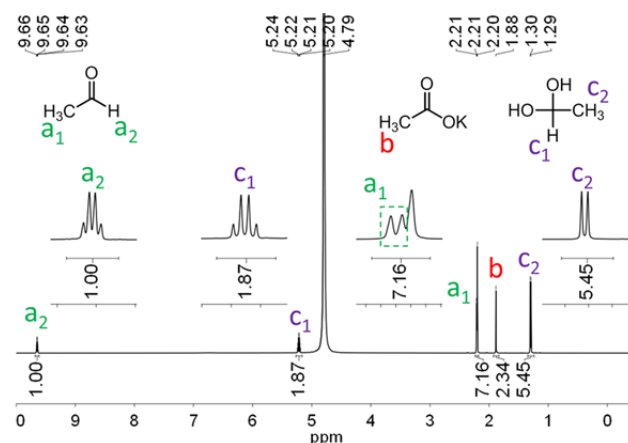 9.66 9.65 9.64 9.63 5.24 5.22 5.21 5.20 4.79 2.21 2.21 2.20 1.88 1.30 1.29
O
H₃C H
a₁ a₂
O
H₃C OK
b
OH
HO CH₃ c₂
H
c₁
a₂ c₁ a₁ c₂
1.00 1.87 7.16 5.45
a₂ c₁ a₁ b c₂
1.00 1.87 7.16 2.34 5.45
0 9 8 7 6 5 4 3 2 1 0
ppm